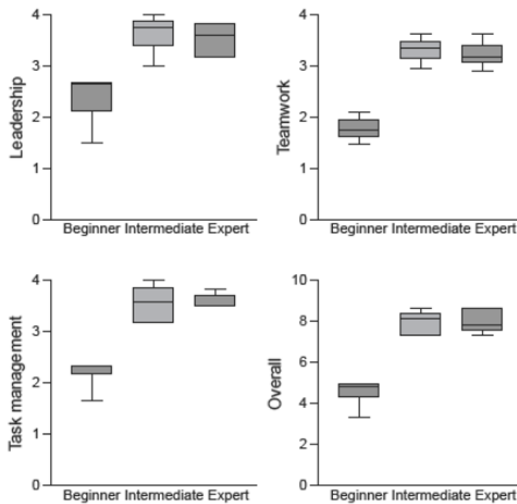 4
3
2
1
0
Leadership
Beginner Intermediate Expert
4
3
2
1
0
Teamwork
Beginner Intermediate Expert
4
3
2
1
0
Task management
Beginner Intermediate Expert
10
8
6
4
2
0
Overall
Beginner Intermediate Expert